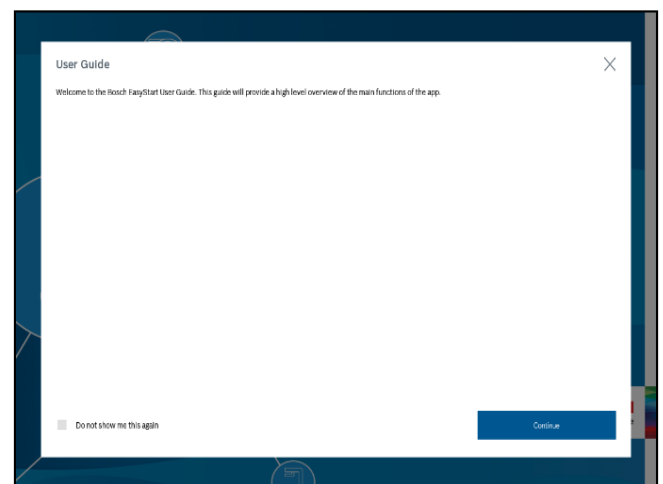 User Guide
Welcome to the Bosch EasyStart User Guide. This guide will provide a high level overview of the main functions of the app.
Do not show me this again
Continue